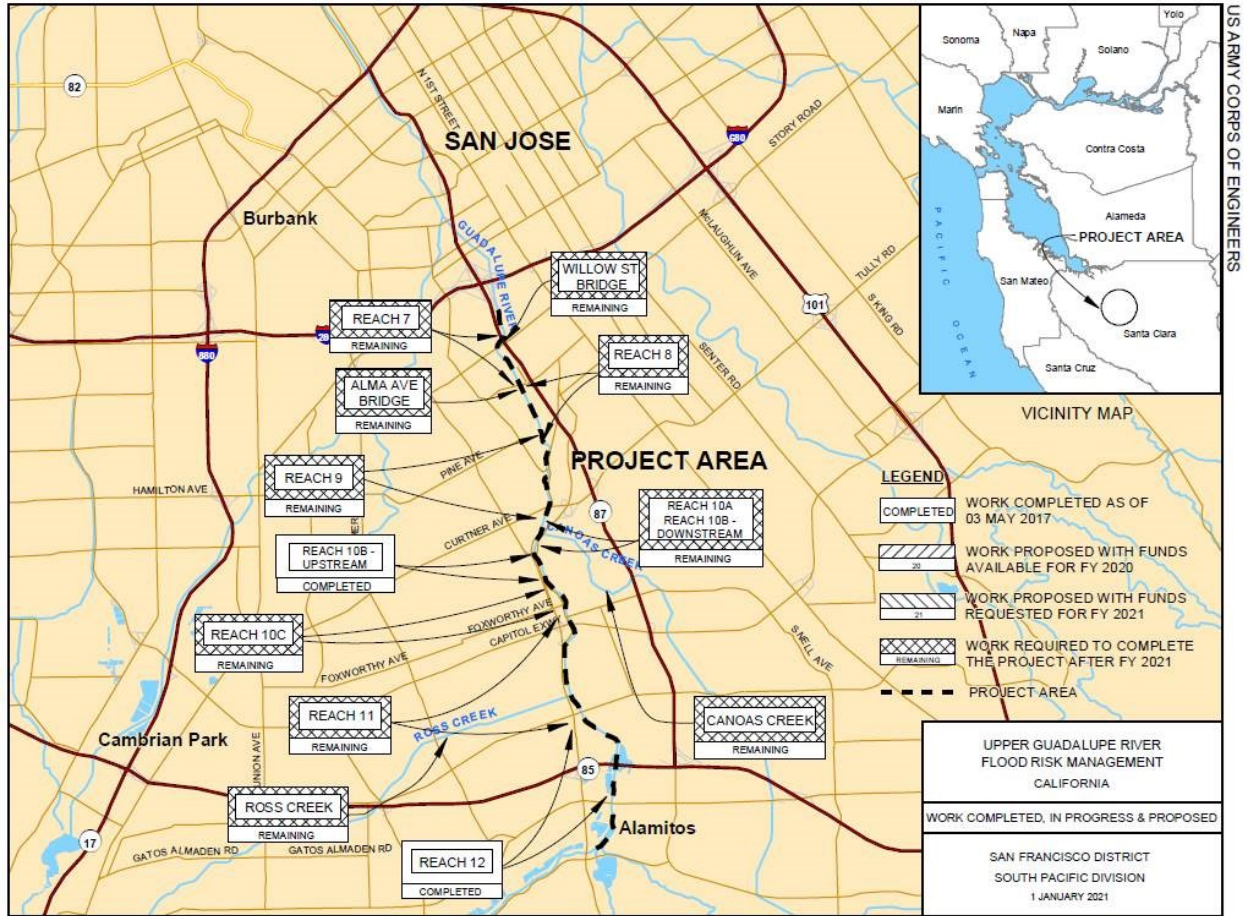 US ARMY CORPS OF ENGINEERS
82
N 1ST STREET
SAN JOSE
680
STORY ROAD
Burbank
GUADALUPE RIVER
McLAUGHLIN AVE
TULLY RD
S KING RD
101
SENTER RD
WILLOW ST
BRIDGE
REMAINING
REACH 7
REMAINING
880
REACH 8
REMAINING
ALMA AVE
BRIDGE
REMAINING
PINE AVE
PROJECT AREA
REACH 9
REMAINING
HAMILTON AVE
87
REACH 10A
REACH 10B -
DOWNSTREAM
REMAINING
CURTNER AVE
CANOAS CREEK
REACH 10B -
UPSTREAM
COMPLETED
FOXWORTHY AVE
CAPITOL EXWY
REACH 10C
REMAINING
FOXWORTHY AVE
S NELL AVE
REACH 11
REMAINING
ROSS CREEK
CANOAS CREEK
REMAINING
Cambrian Park
UNION AVE
85
ROSS CREEK
REMAINING
17
GATOS ALMADEN RD
GATOS ALMADEN RD
Alamitos
REACH 12
COMPLETED
Yolo
Napa
Sonoma
Solano
Marin
Contra Costa
Alameda
PROJECT AREA
PACIFIC OCEAN
San Mateo
Santa Clara
Santa Cruz
VICINITY MAP
LEGEND
COMPLETED
WORK COMPLETED AS OF
03 MAY 2017
20
WORK PROPOSED WITH FUNDS
AVAILABLE FOR FY 2020
21
WORK PROPOSED WITH FUNDS
REQUESTED FOR FY 2021
REMAINING
WORK REQUIRED TO COMPLETE
THE PROJECT AFTER FY 2021
PROJECT AREA
UPPER GUADALUPE RIVER
FLOOD RISK MANAGEMENT
CALIFORNIA
WORK COMPLETED, IN PROGRESS & PROPOSED
SAN FRANCISCO DISTRICT
SOUTH PACIFIC DIVISION
1 JANUARY 2021